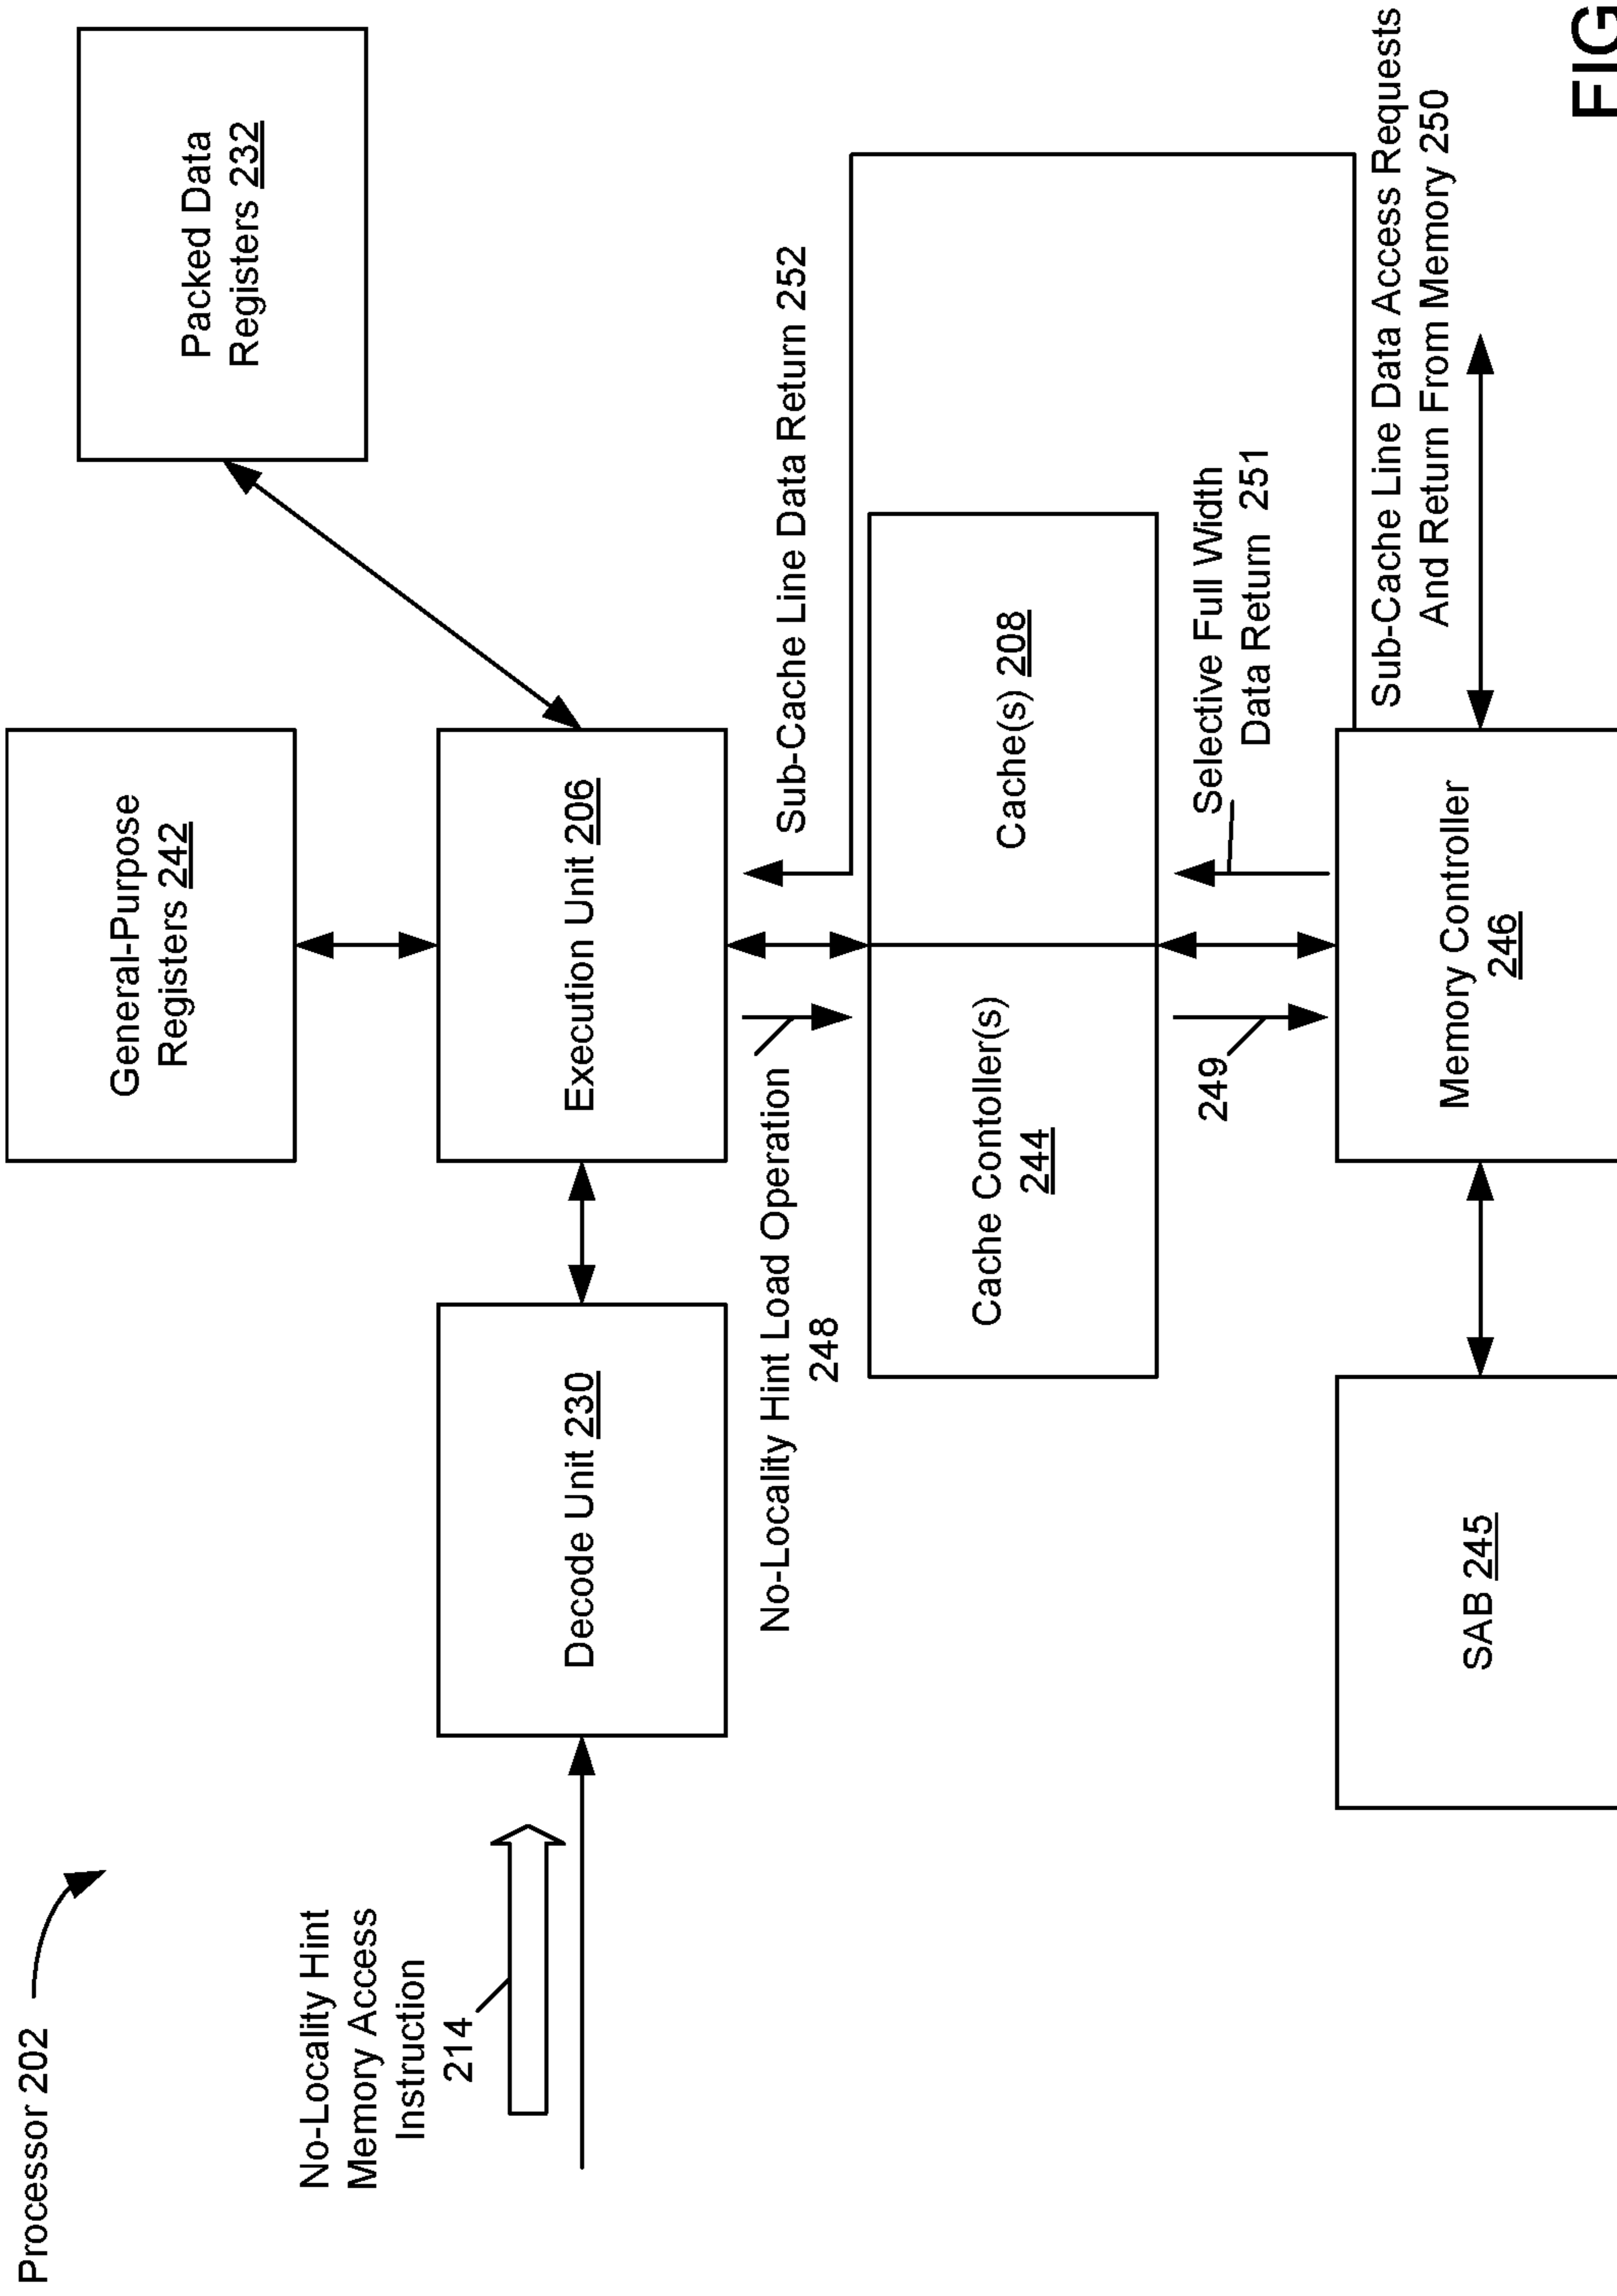 Processor 202
No-Locality Hint
Memory Access
Instruction
214
General-Purpose
Registers 242
Packed Data
Registers 232
Decode Unit 230
Execution Unit 206
No-Locality Hint Load Operation
248
Sub-Cache Line Data Return 252
Cache Contoller(s)
244
Cache(s) 208
249
Selective Full Width
Data Return 251
SAB 245
Memory Controller
246
Sub-Cache Line Data Access Requests
And Return From Memory 250
FIG